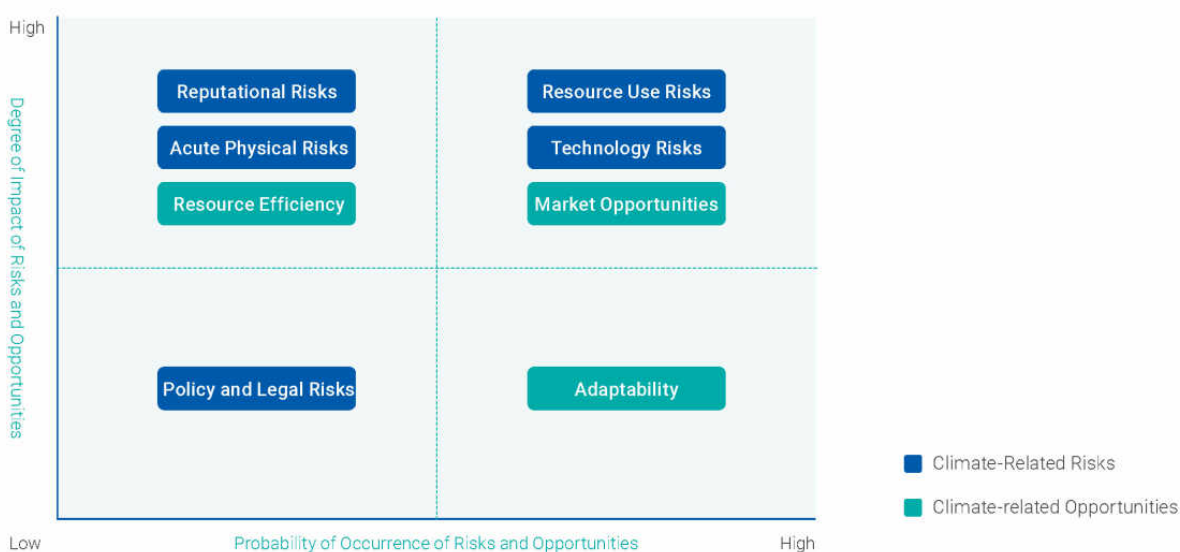 High
Degree of Impact of Risks and Opportunities
Reputational Risks
Resource Use Risks
Acute Physical Risks
Technology Risks
Resource Efficiency
Market Opportunities
Policy and Legal Risks
Adaptability
Climate-Related Risks
Climate-related Opportunities
Low
Probability of Occurrence of Risks and Opportunities
High